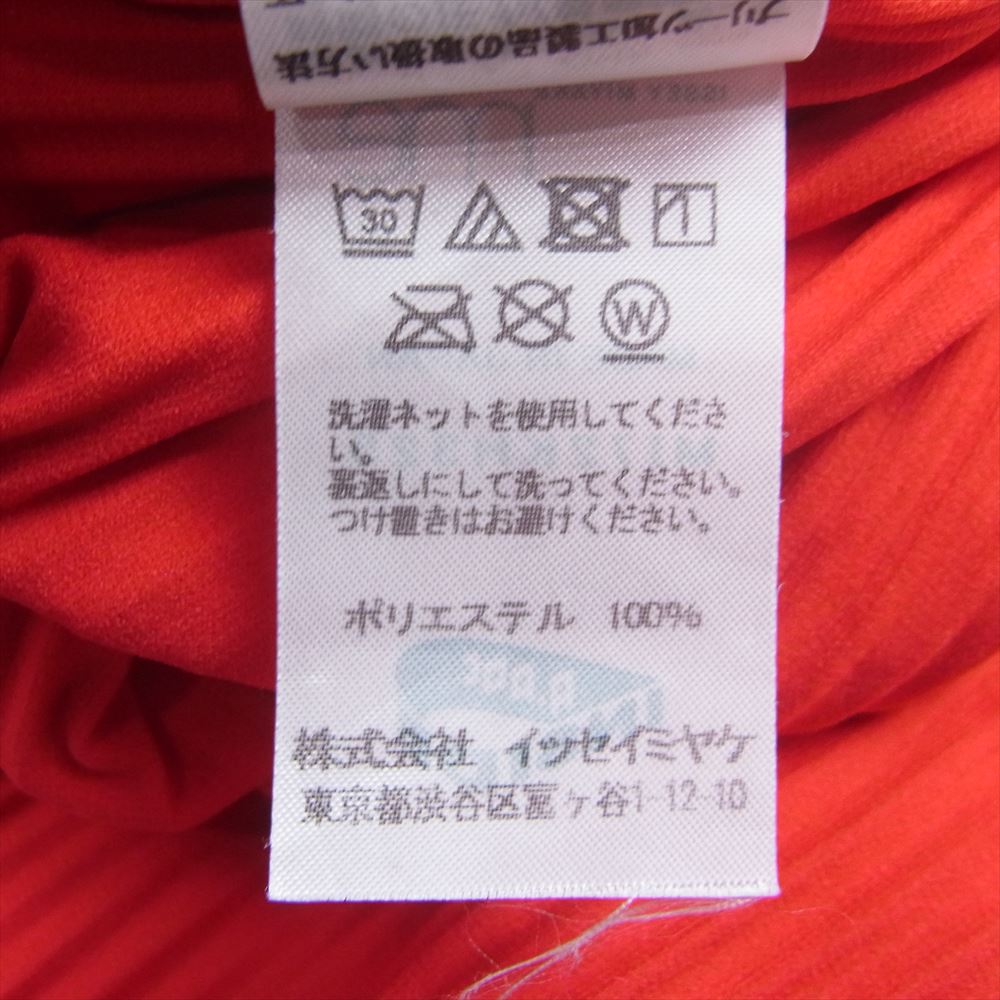 プリーツ加工製品の取扱い方法
30
W
洗濯ネットを使用してくださ
い。
裏返しにして洗ってください。
つけ置きはお避けください。
ポリエステル 100%
株式会社 イッセイミヤケ
東京都渋谷区富ヶ谷1-12-10